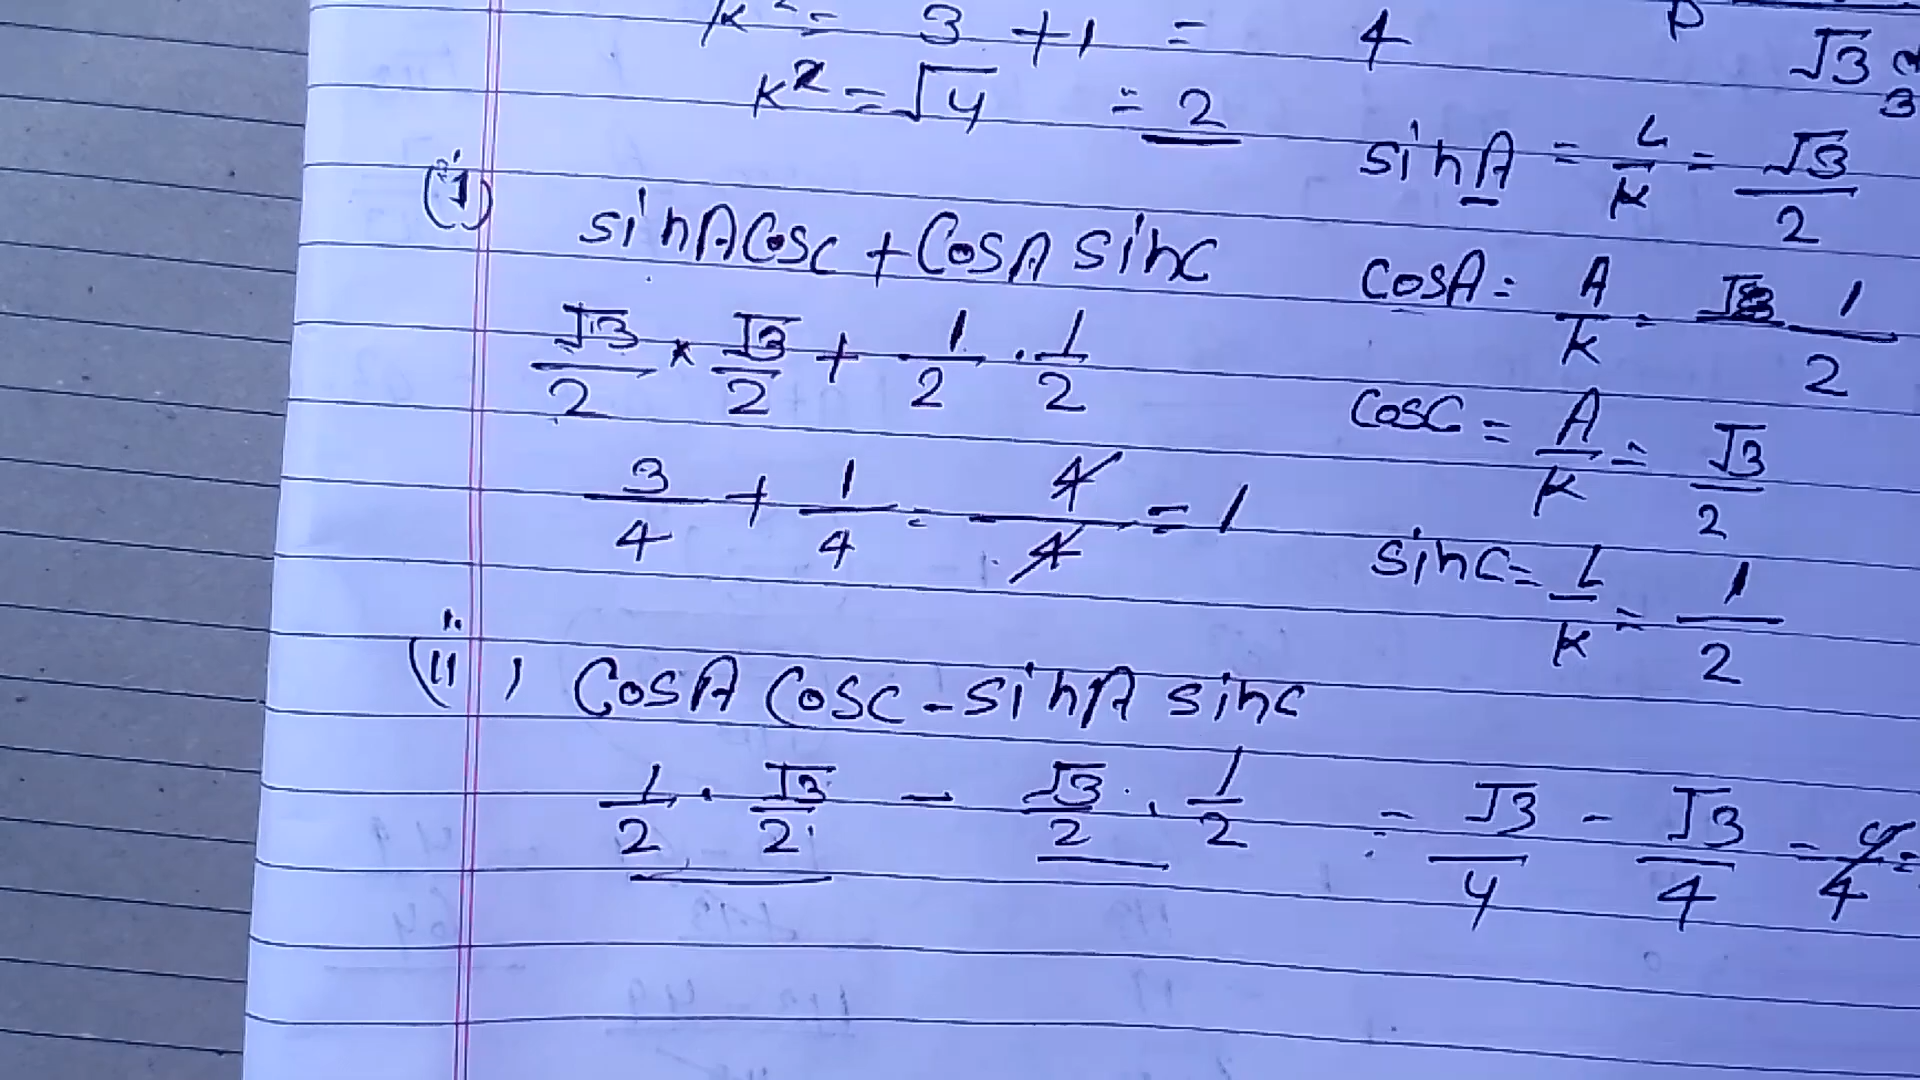 K² = 3 + 1 = 4
K² = √4 = 2
P
√3
3
sinA = L/K = √3/2
(i)
sinA CosC + CosA sinC
CosA = A/K = 1/2
√3/2 × √3/2 + 1/2 · 1/2
CosC = A/K = √3/2
3/4 + 1/4 = 4/4 = 1
sinC = L/K = 1/2
(ii) CosA CosC - sinA sinC
1/2 · √3/2 - √3/2 · 1/2 = √3/4 - √3/4 = 0/4 =